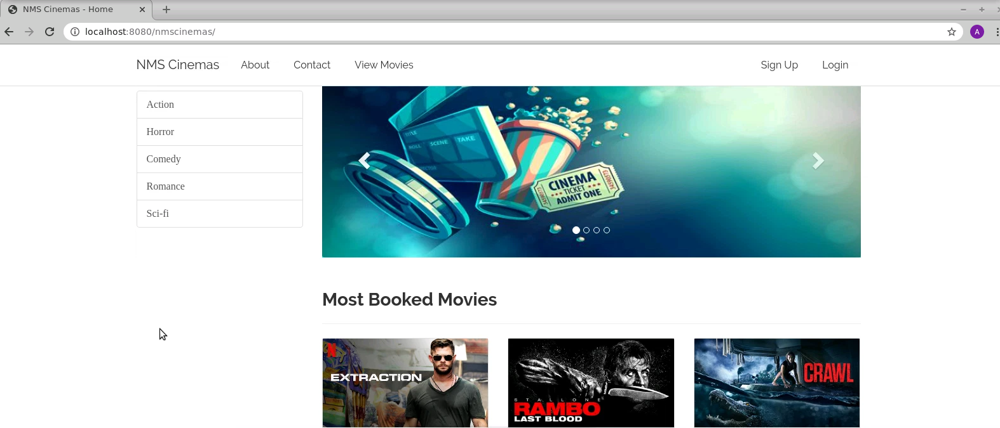 NMS Cinemas - Home
localhost:8080/nmscinemas/
A
NMS Cinemas About Contact View Movies Sign Up Login
Action
Horror
Comedy
Romance
Sci-fi
TITLE
ROLL SCENE TAKE
CINEMA
TICKET
ADMIT ONE
34590573
34590573
Most Booked Movies
N
EXTRACTION
STALLONE
RAMBO
LAST BLOOD
CRAWL